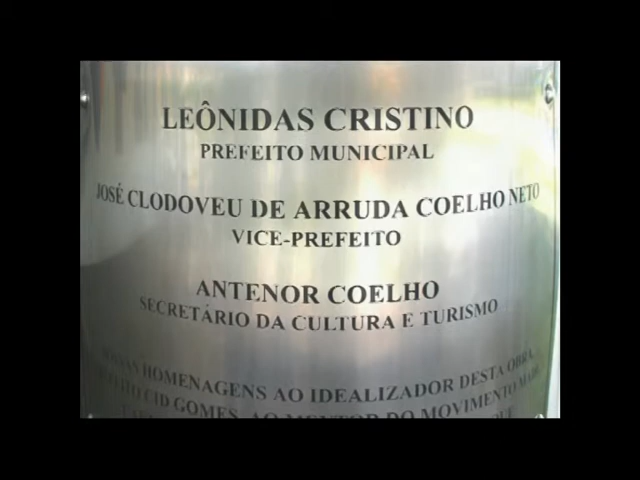 LEÔNIDAS CRISTINO
PREFEITO MUNICIPAL
JOSÉ CLODOVEU DE ARRUDA COELHO NETO
VICE-PREFEITO
ANTENOR COELHO
SECRETÁRIO DA CULTURA E TURISMO
HOMENAGENS AO IDEALIZADOR DESTA OBRA
CID GOMES, AO MENTOR DO MOVIMENTO